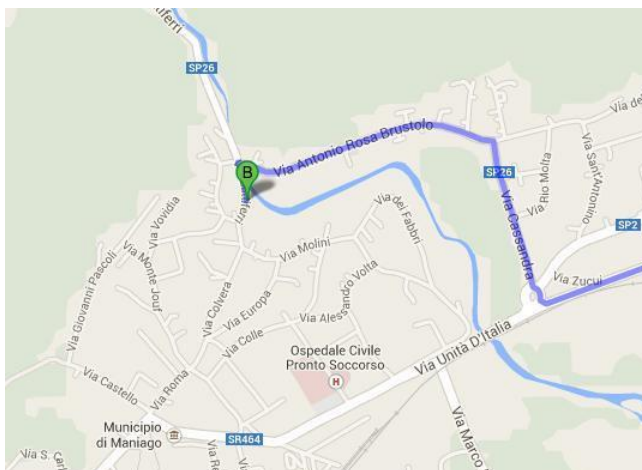 SP26
B
Via Antonio Rosa Brustolo
SP26
Via Rio Molta
Via Sant'Antonino
Via Cassandra
SP2
Via Zucui
Via Vovidia
Via dei Fabbri
Via Molini
Via Monte Jouf
Via Giovanni Pascoli
Via Colvera
Via Europa
Via Alessandro Volta
Via Colle
Via Unità D'Italia
Ospedale Civile
Pronto Soccorso
H
Via Castello
Via Roma
Municipio
di Maniago
SR464
Via Marco
Via S.